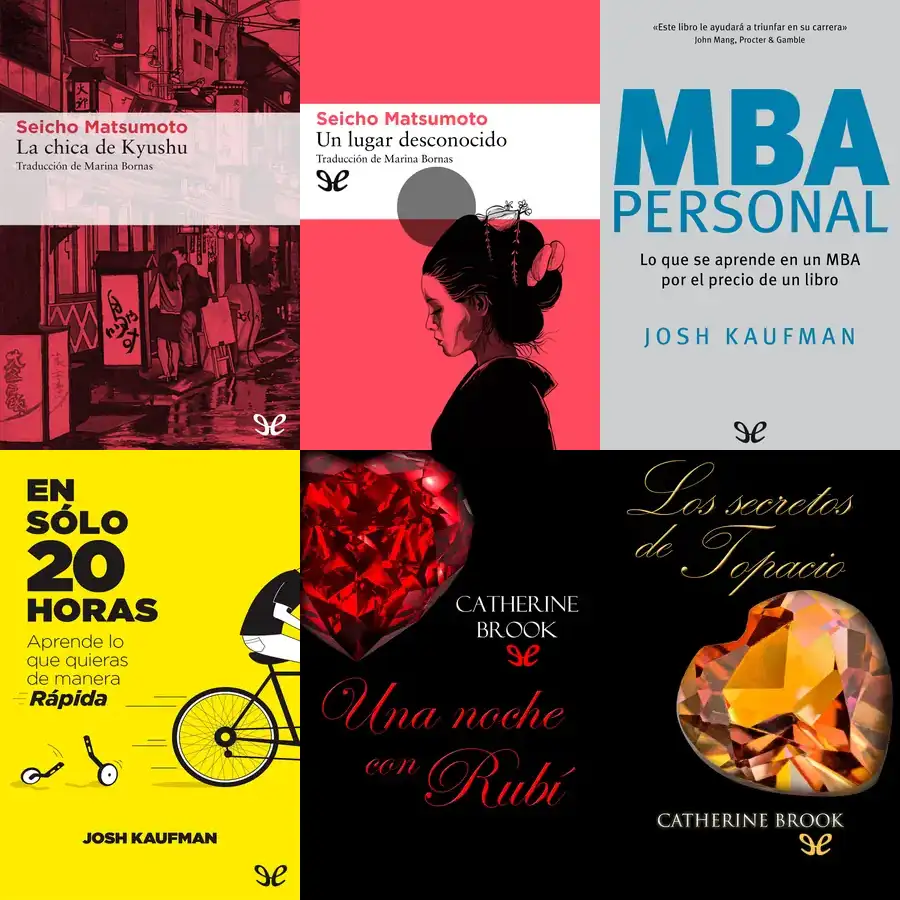 Seicho Matsumoto
La chica de Kyushu
Traducción de Marina Bornas
Seicho Matsumoto
Un lugar desconocido
Traducción de Marina Bornas
«Este libro le ayudará a triunfar en su carrera»
John Mang, Procter & Gamble
MBA
PERSONAL
Lo que se aprende en un MBA
por el precio de un libro
JOSH KAUFMAN
EN
SÓLO
20
HORAS
Aprende lo
que quieras
de manera
Rápida
JOSH KAUFMAN
CATHERINE
BROOK
Una noche
con Rubí
Los secretos
de Topacio
CATHERINE BROOK